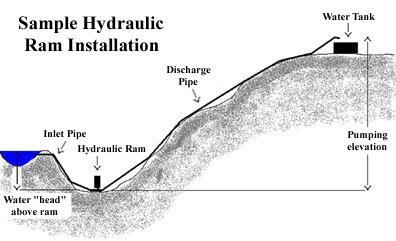 Sample Hydraulic
Ram Installation
Water Tank
Discharge
Pipe
Inlet Pipe
Hydraulic Ram
Pumping
elevation
Water "head"
above ram